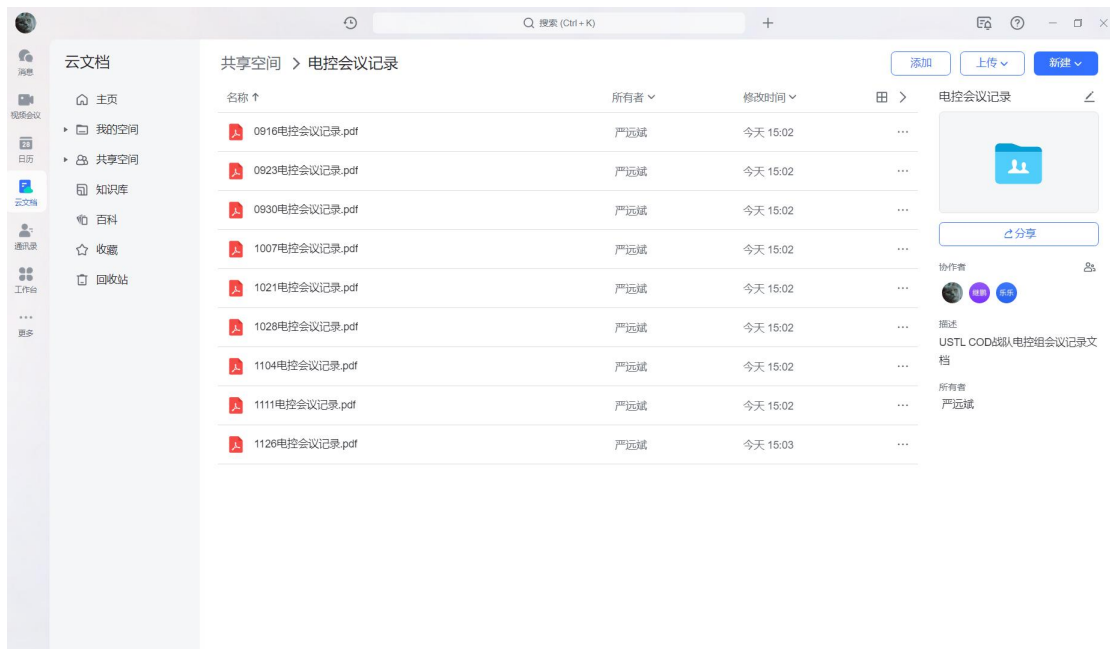 搜索 (Ctrl + K)
消息
视频会议
28
日历
云文档
通讯录
工作台
更多
云文档
主页
我的空间
共享空间
知识库
百科
收藏
回收站
共享空间 > 电控会议记录
添加
上传
新建
名称 所有者 修改时间
0916电控会议记录.pdf 严远斌 今天 15:02
0923电控会议记录.pdf 严远斌 今天 15:02
0930电控会议记录.pdf 严远斌 今天 15:02
1007电控会议记录.pdf 严远斌 今天 15:02
1021电控会议记录.pdf 严远斌 今天 15:02
1028电控会议记录.pdf 严远斌 今天 15:02
1104电控会议记录.pdf 严远斌 今天 15:02
1111电控会议记录.pdf 严远斌 今天 15:02
1126电控会议记录.pdf 严远斌 今天 15:03
电控会议记录
分享
协作者
乐乐
描述
USTL COD战队电控组会议记录文
档
所有者
严远斌